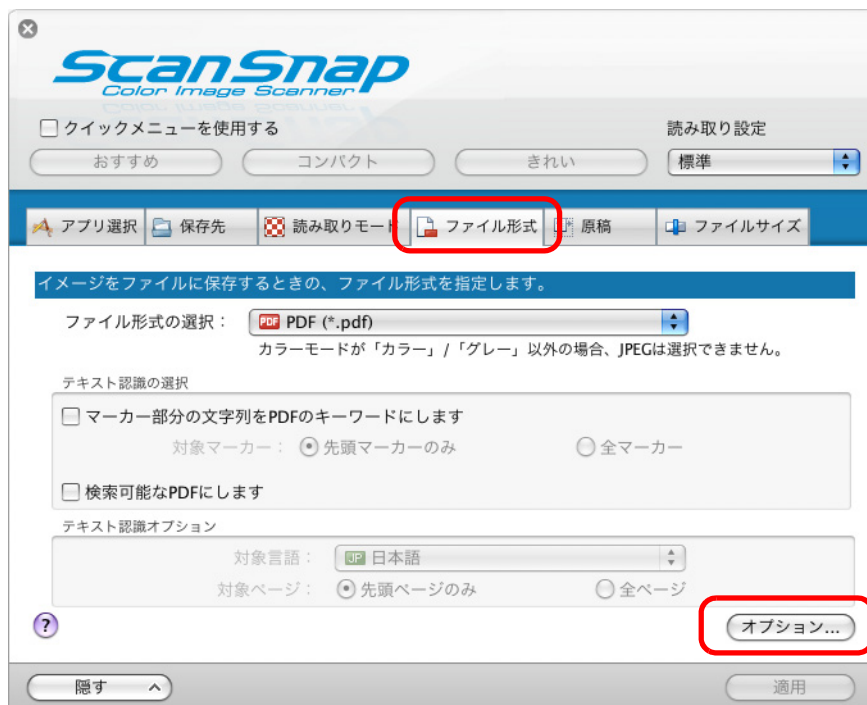 ScanSnap
Color Image Scanner
クイックメニューを使用する
読み取り設定
おすすめ コンパクト きれい 標準
アプリ選択 保存先 読み取りモード ファイル形式 原稿 ファイルサイズ
イメージをファイルに保存するときの、ファイル形式を指定します。
ファイル形式の選択： PDF PDF (*.pdf)
カラーモードが「カラー」/「グレー」以外の場合、JPEGは選択できません。
テキスト認識の選択
マーカー部分の文字列をPDFのキーワードにします
対象マーカー： 先頭マーカーのみ 全マーカー
検索可能なPDFにします
テキスト認識オプション
対象言語： JP 日本語
対象ページ： 先頭ページのみ 全ページ
? オプション...
隠す 適用